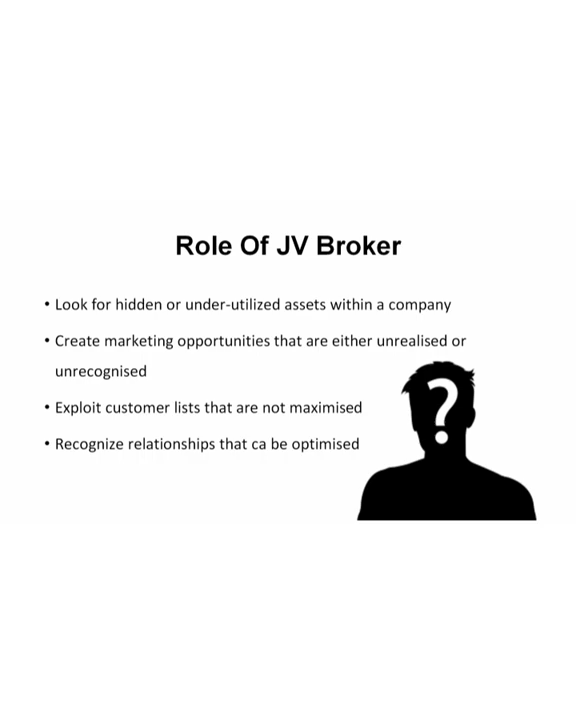 Role Of JV Broker
• Look for hidden or under-utilized assets within a company
• Create marketing opportunities that are either unrealised or
unrecognised
• Exploit customer lists that are not maximised
• Recognize relationships that ca be optimised
?